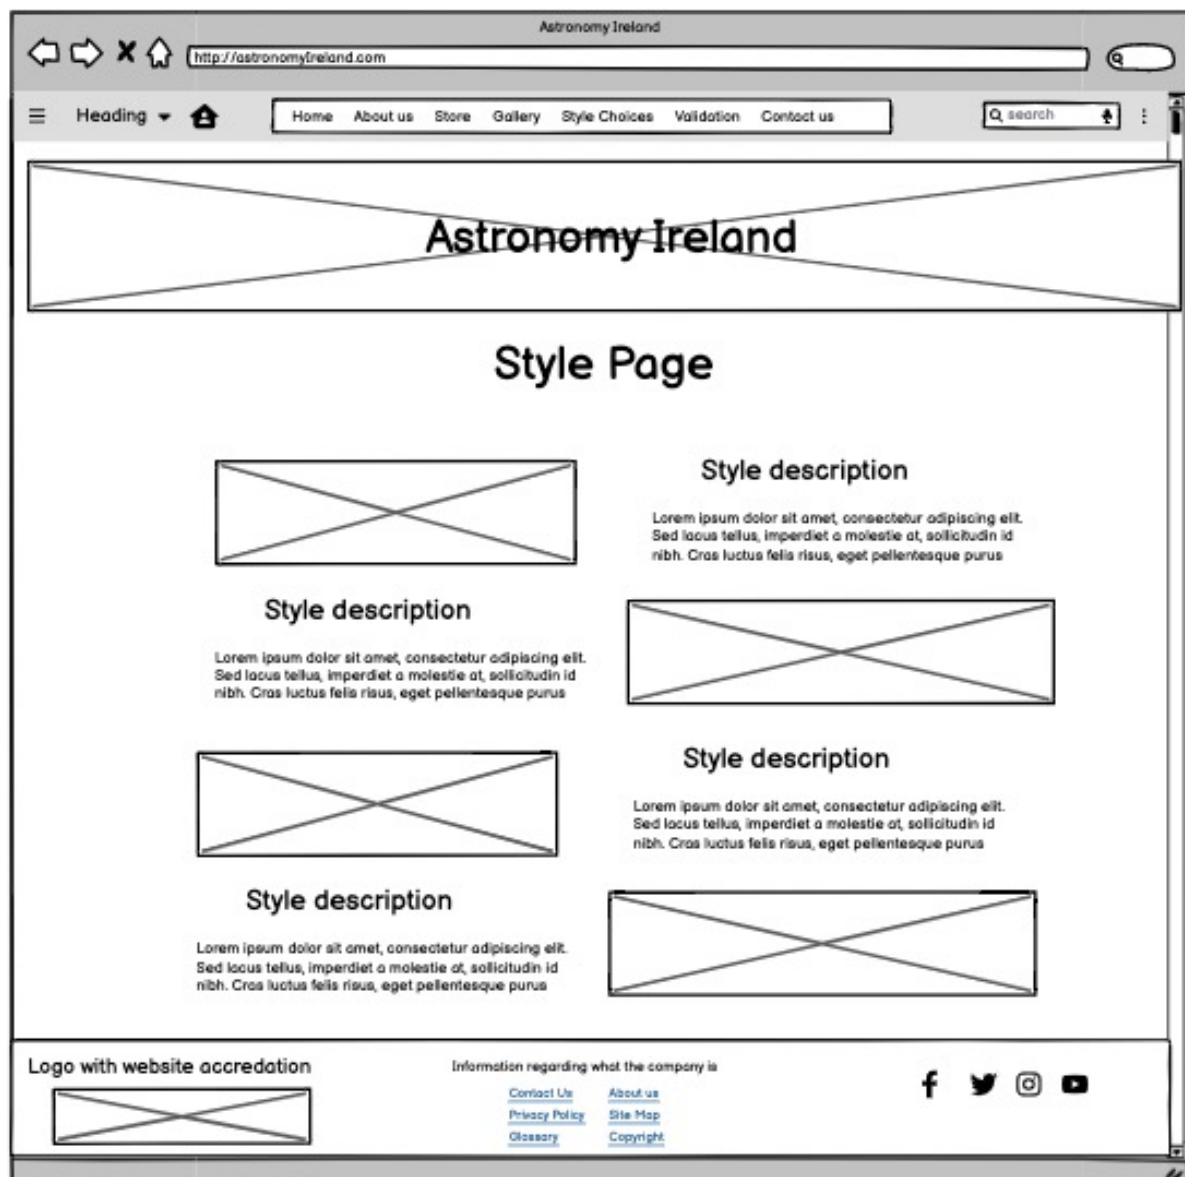 Astronomy Ireland
http://astronomyIreland.com
Heading
Home About us Store Gallery Style Choices Validation Contact us
search
Astronomy Ireland
Style Page
Style description
Lorem ipsum dolor sit amet, consectetur adipiscing elit.
Sed lacus tellus, imperdiet a molestie at, sollicitudin id
nibh. Cras luctus felis risus, eget pellentesque purus
Style description
Lorem ipsum dolor sit amet, consectetur adipiscing elit.
Sed lacus tellus, imperdiet a molestie at, sollicitudin id
nibh. Cras luctus felis risus, eget pellentesque purus
Style description
Lorem ipsum dolor sit amet, consectetur adipiscing elit.
Sed lacus tellus, imperdiet a molestie at, sollicitudin id
nibh. Cras luctus felis risus, eget pellentesque purus
Style description
Lorem ipsum dolor sit amet, consectetur adipiscing elit.
Sed lacus tellus, imperdiet a molestie at, sollicitudin id
nibh. Cras luctus felis risus, eget pellentesque purus
Logo with website accredation
Information regarding what the company is
Contact Us About us
Privacy Policy Site Map
Glossary Copyright